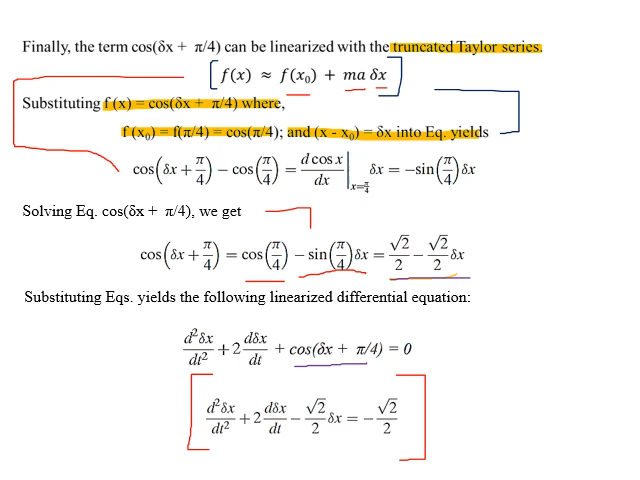 Finally, the term cos(δx + π/4) can be linearized with the truncated Taylor series.
[f(x) ≈ f(x₀) + ma δx]
Substituting f (x) = cos(δx + π/4) where,
f (x₀) = f(π/4) = cos(π/4); and (x - x₀) = δx into Eq. yields
cos(δx + π/4) − cos(π/4) = d cos x/dx |x=π/4 δx = −sin(π/4) δx
Solving Eq. cos(δx + π/4), we get
cos(δx + π/4) = cos(π/4) − sin(π/4) δx = √2/2 − √2/2 δx
Substituting Eqs. yields the following linearized differential equation:
d²δx/dt² + 2 dδx/dt + cos(δx + π/4) = 0
[d²δx/dt² + 2 dδx/dt − √2/2 δx = − √2/2]